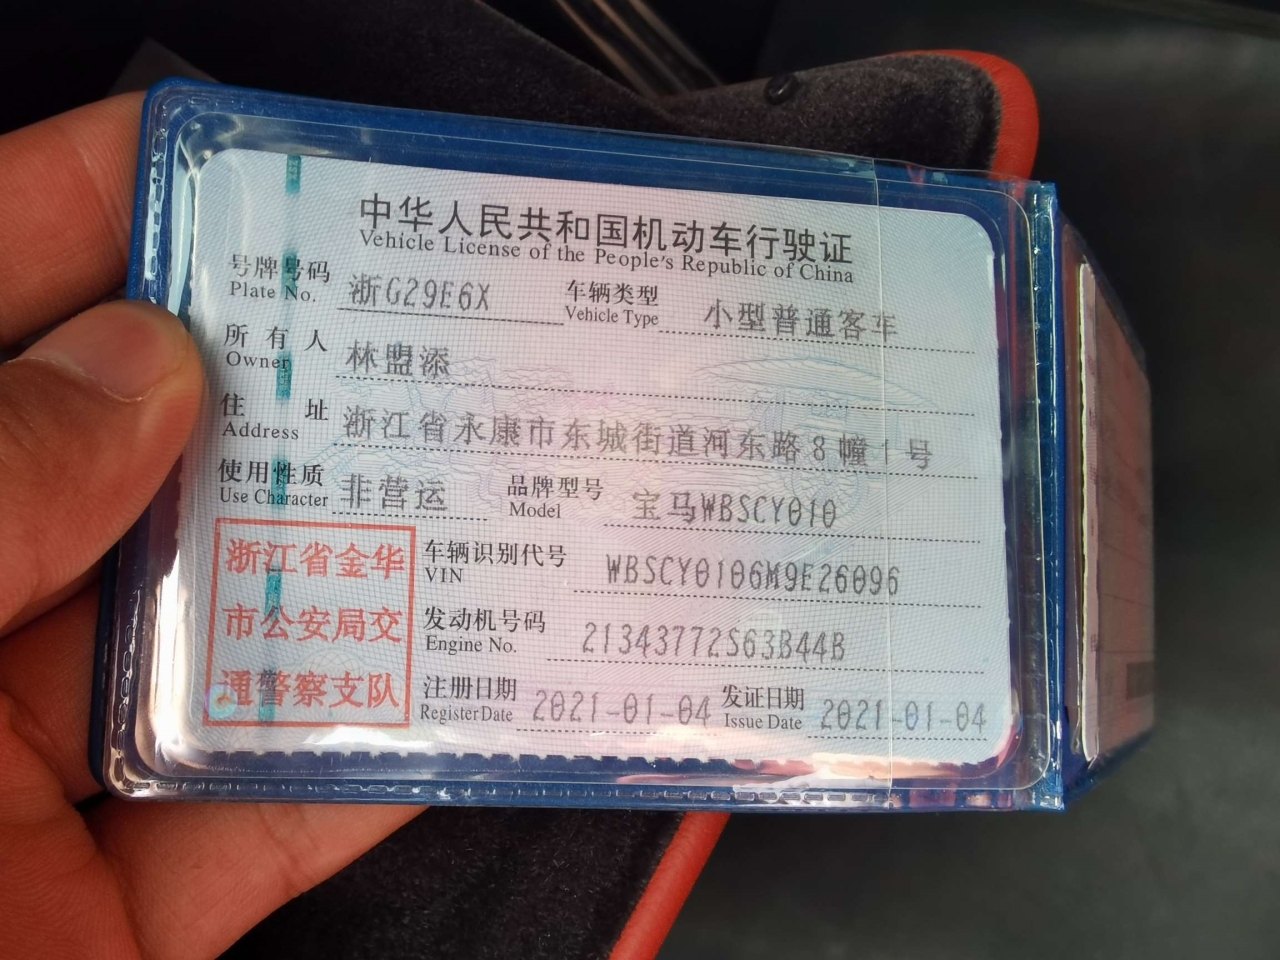 中华人民共和国机动车行驶证
Vehicle License of the People's Republic of China
号牌号码 浙G29E6X 车辆类型 小型普通客车
Plate No. Vehicle Type
所有人 林盟添
Owner
住址 浙江省永康市东城街道河东路8幢1号
Address
使用性质 非营运 品牌型号 宝马WBSCY010
Use Character Model
浙江省金华
市公安局交
通警察支队
车辆识别代号 WBSCY0106M9E26096
VIN
发动机号码 21343772S63B44B
Engine No.
注册日期 2021-01-04 发证日期 2021-01-04
Register Date Issue Date